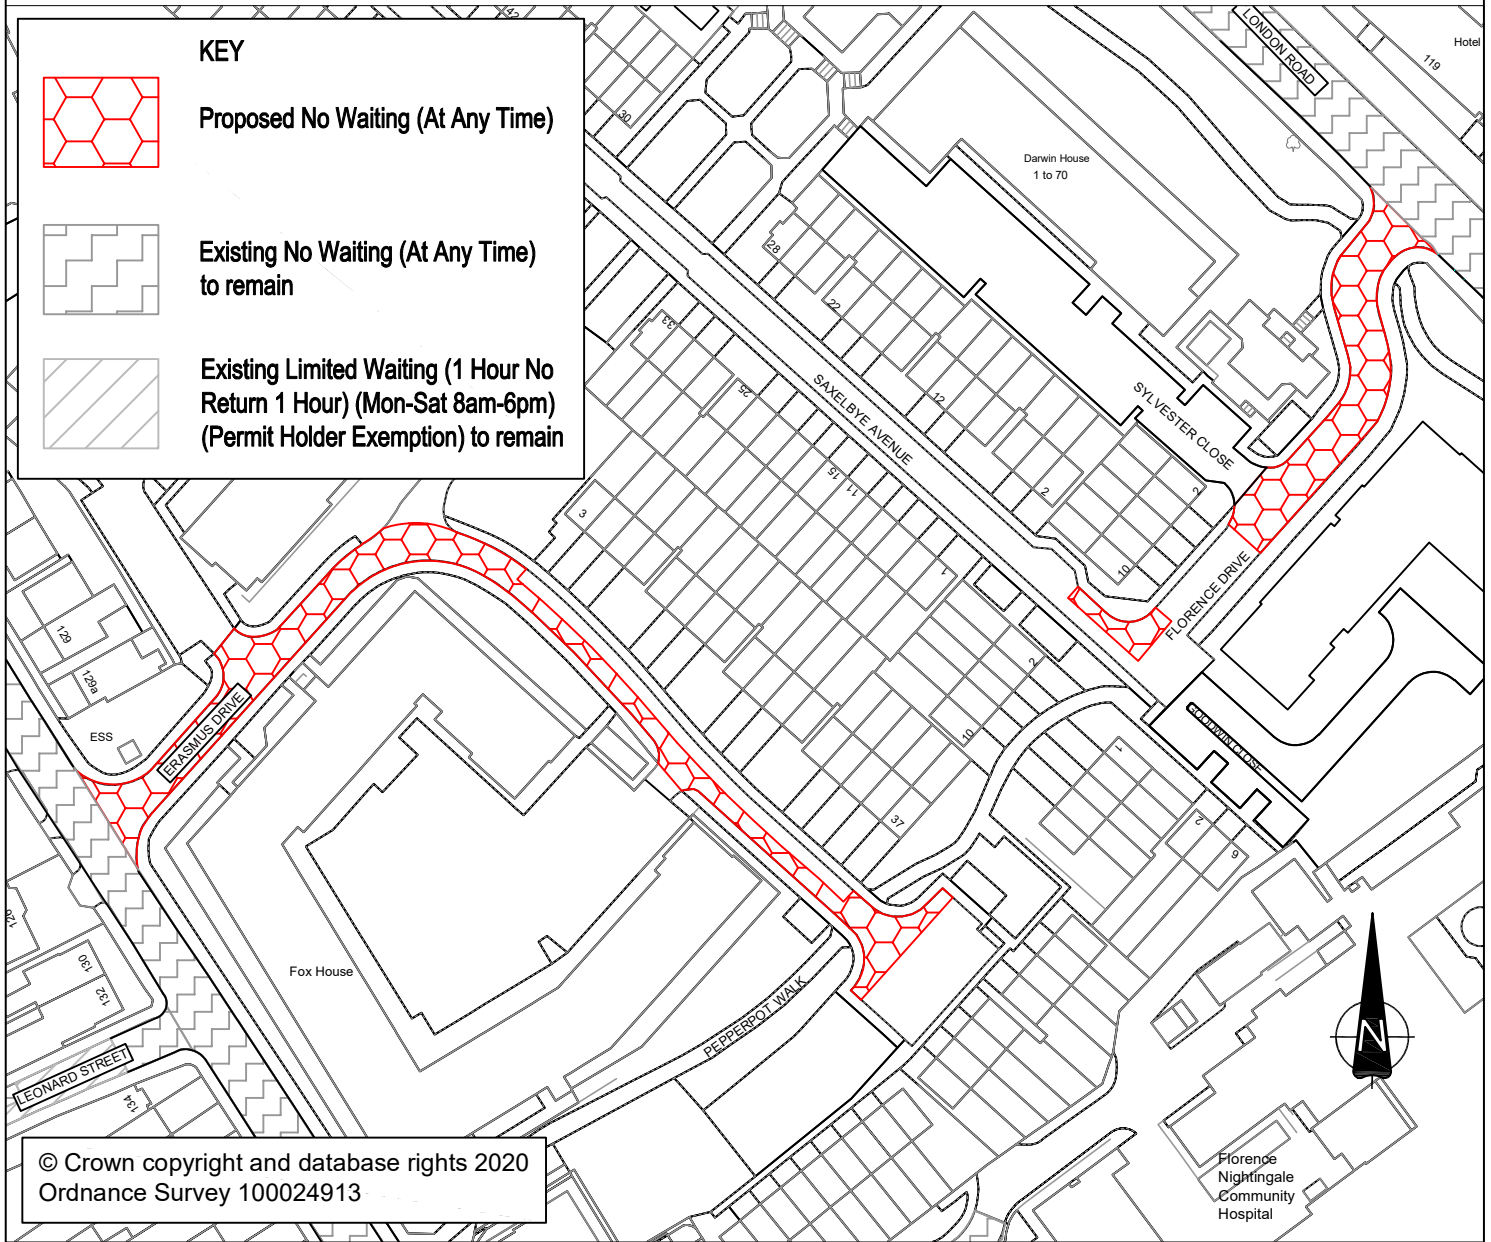 KEY
Proposed No Waiting (At Any Time)
Existing No Waiting (At Any Time)
to remain
Existing Limited Waiting (1 Hour No
Return 1 Hour) (Mon-Sat 8am-6pm)
(Permit Holder Exemption) to remain
42
30
LONDON ROAD
119
Hotel
Darwin House
1 to 70
28
22
33
25
12
SAXELBYE AVENUE
SYLVESTER CLOSE
2
2
15
11
3
10
1
FLORENCE DRIVE
129
129a
ESS
ERASMUS DRIVE
2
10
GOODWIN CLOSE
1
37
2
6
126
130
132
Fox House
PEPPERPOT WALK
LEONARD STREET
134
N
© Crown copyright and database rights 2020
Ordnance Survey 100024913
Florence
Nightingale
Community
Hospital